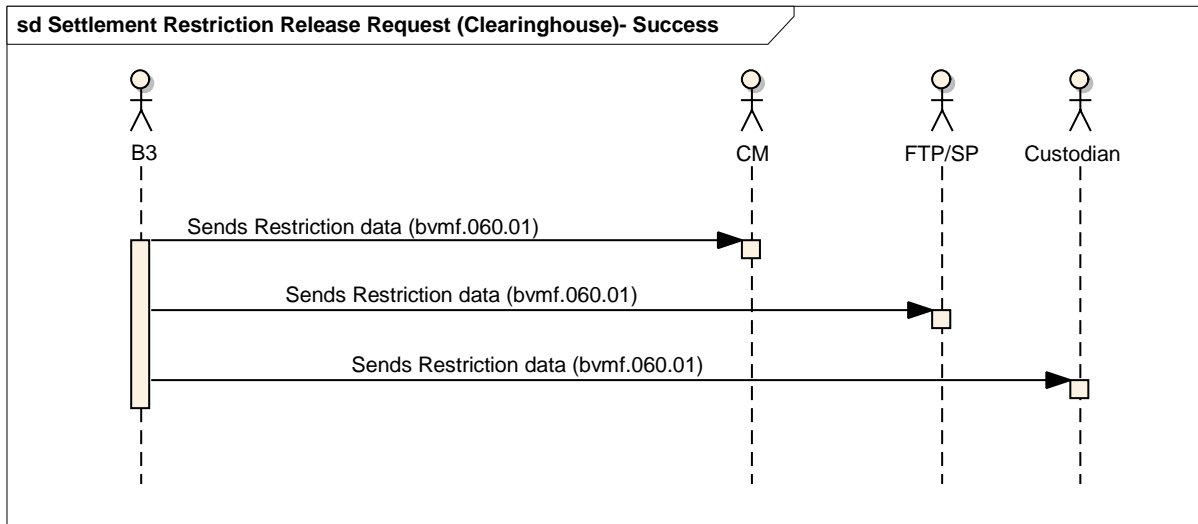 sd Settlement Restriction Release Request (Clearinghouse)- Success
B3
CM
FTP/SP
Custodian
Sends Restriction data (bvmf.060.01)
Sends Restriction data (bvmf.060.01)
Sends Restriction data (bvmf.060.01)